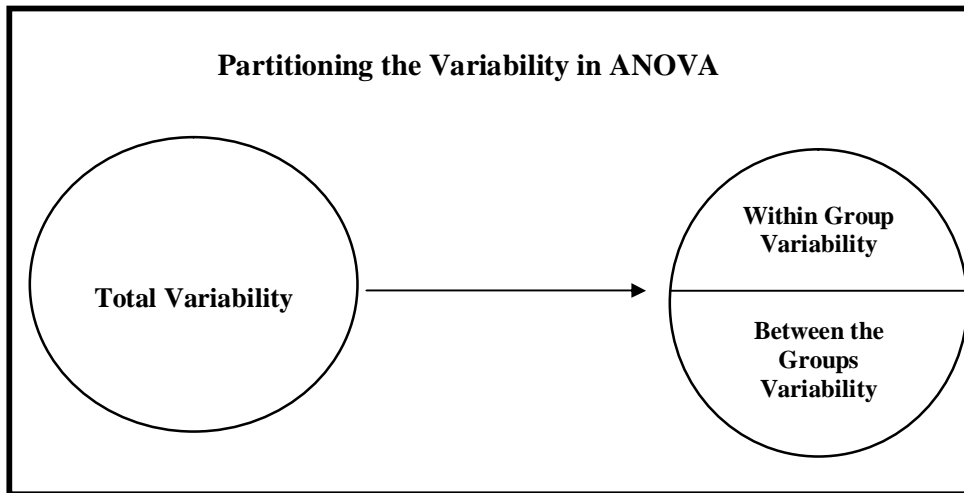 Partitioning the Variability in ANOVA
Total Variability
Within Group
Variability
Between the
Groups
Variability